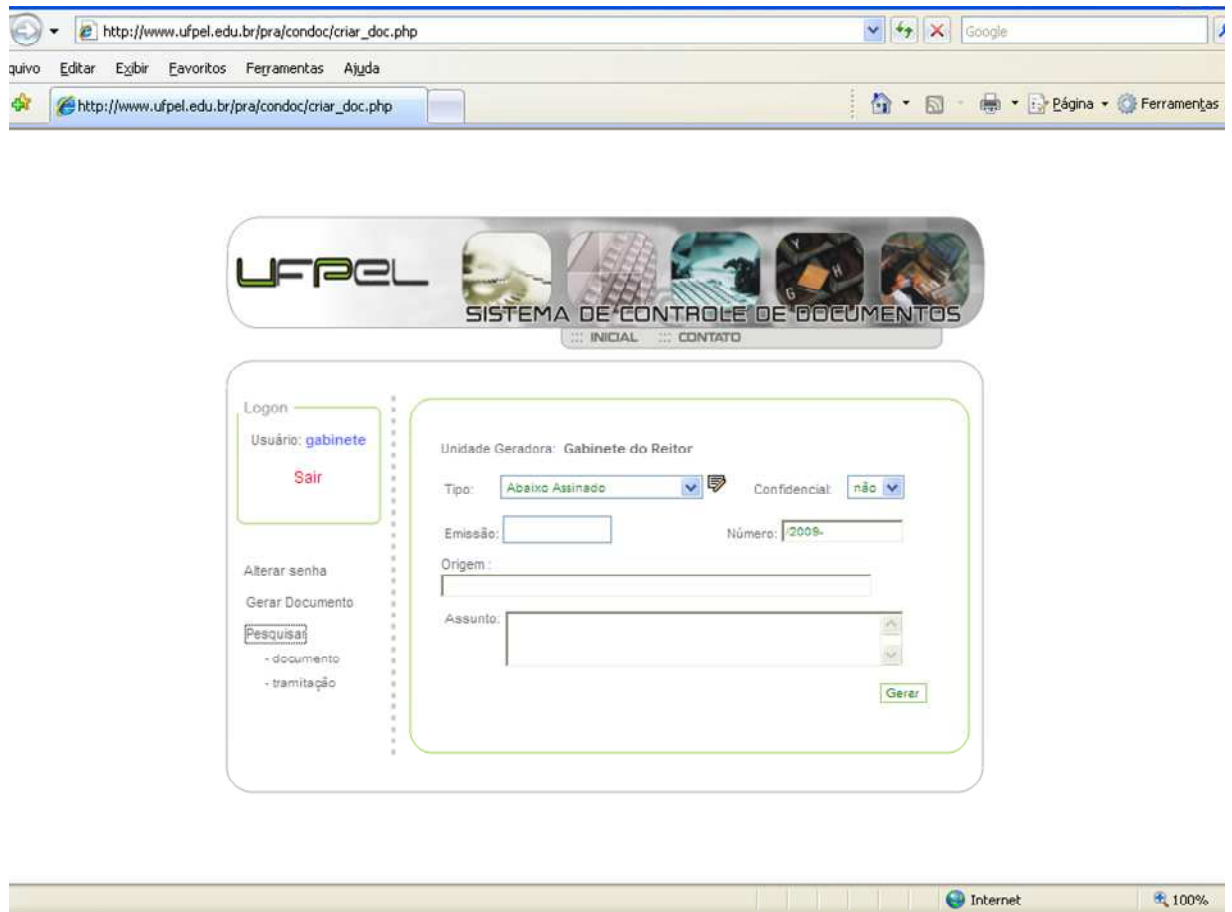 http://www.ufpel.edu.br/pra/condoc/criar_doc.php Google
quivo Editar Exibir Favoritos Ferramentas Ajuda
http://www.ufpel.edu.br/pra/condoc/criar_doc.php Página Ferramentas
UFPEL
SISTEMA DE CONTROLE DE DOCUMENTOS
::: INICIAL ::: CONTATO
Logon
Usuário: gabinete
Sair
Alterar senha
Gerar Documento
Pesquisar
- documento
- tramitação
Unidade Geradora: Gabinete do Reitor
Tipo: Abaixo Assinado Confidencial: não
Emissão: Número: /2009-
Origem :
Assunto:
Gerar
Internet 100%